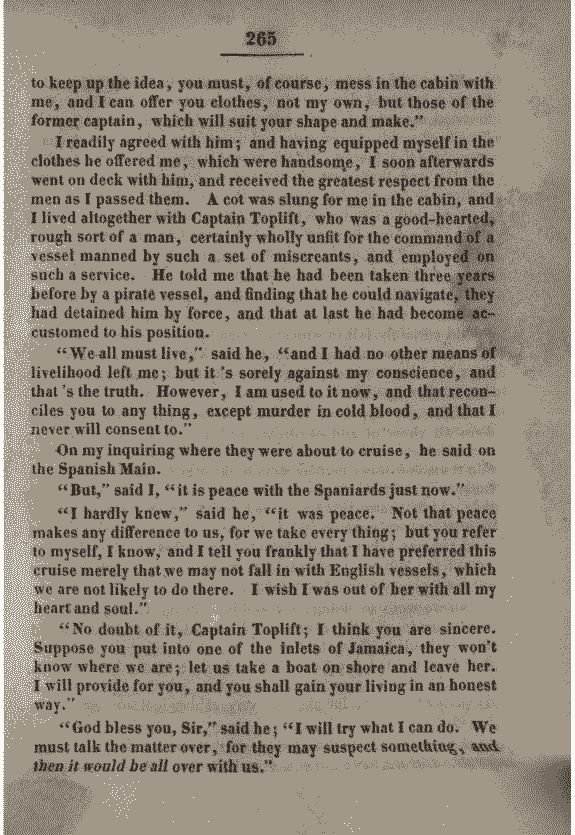 265
to keep up the idea, you must, of course, mess in the cabin with
me, and I can offer you clothes, not my own, but those of the
former captain, which will suit your shape and make."
I readily agreed with him; and having equipped myself in the
clothes he offered me, which were handsome, I soon afterwards
went on deck with him, and received the greatest respect from the
men as I passed them. A cot was slung for me in the cabin, and
I lived altogether with Captain Toplift, who was a good-hearted,
rough sort of a man, certainly wholly unfit for the command of a
vessel manned by such a set of miscreants, and employed on
such a service. He told me that he had been taken three years
before by a pirate vessel, and finding that he could navigate, they
had detained him by force, and that at last he had become ac-
customed to his position.
"We all must live," said he, "and I had no other means of
livelihood left me; but it 's sorely against my conscience, and
that 's the truth. However, I am used to it now, and that recon-
ciles you to any thing, except murder in cold blood, and that I
never will consent to."
On my inquiring where they were about to cruise, he said on
the Spanish Main.
"But," said I, "it is peace with the Spaniards just now."
"I hardly knew," said he, "it was peace. Not that peace
makes any difference to us, for we take every thing; but you refer
to myself, I know, and I tell you frankly that I have preferred this
cruise merely that we may not fall in with English vessels, which
we are not likely to do there. I wish I was out of her with all my
heart and soul."
"No doubt of it, Captain Toplift; I think you are sincere.
Suppose you put into one of the inlets of Jamaica, they won't
know where we are; let us take a boat on shore and leave her.
I will provide for you, and you shall gain your living in an honest
way."
"God bless you, Sir," said he; "I will try what I can do. We
must talk the matter over, for they may suspect something, and
then it would be all over with us."